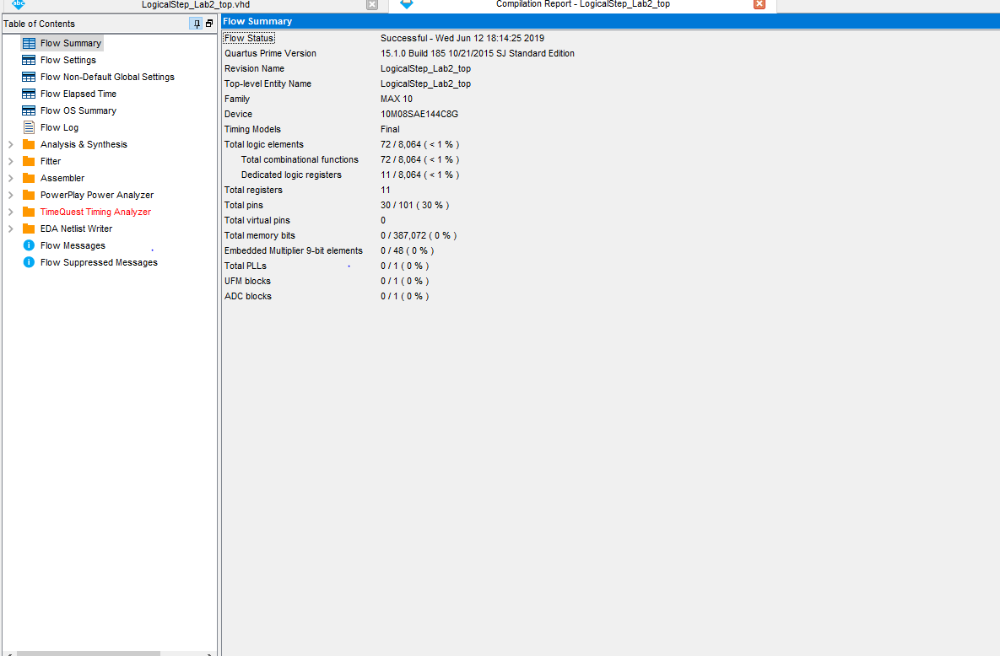 abc LogicalStep_Lab2_top.vhd Compilation Report - LogicalStep_Lab2_top
Table of Contents
Flow Summary
Flow Settings
Flow Non-Default Global Settings
Flow Elapsed Time
Flow OS Summary
Flow Log
Analysis & Synthesis
Fitter
Assembler
PowerPlay Power Analyzer
TimeQuest Timing Analyzer
EDA Netlist Writer
Flow Messages
Flow Suppressed Messages
Flow Summary
Flow Status Successful - Wed Jun 12 18:14:25 2019
Quartus Prime Version 15.1.0 Build 185 10/21/2015 SJ Standard Edition
Revision Name LogicalStep_Lab2_top
Top-level Entity Name LogicalStep_Lab2_top
Family MAX 10
Device 10M08SAE144C8G
Timing Models Final
Total logic elements 72 / 8,064 ( < 1 % )
Total combinational functions 72 / 8,064 ( < 1 % )
Dedicated logic registers 11 / 8,064 ( < 1 % )
Total registers 11
Total pins 30 / 101 ( 30 % )
Total virtual pins 0
Total memory bits 0 / 387,072 ( 0 % )
Embedded Multiplier 9-bit elements 0 / 48 ( 0 % )
Total PLLs 0 / 1 ( 0 % )
UFM blocks 0 / 1 ( 0 % )
ADC blocks 0 / 1 ( 0 % )